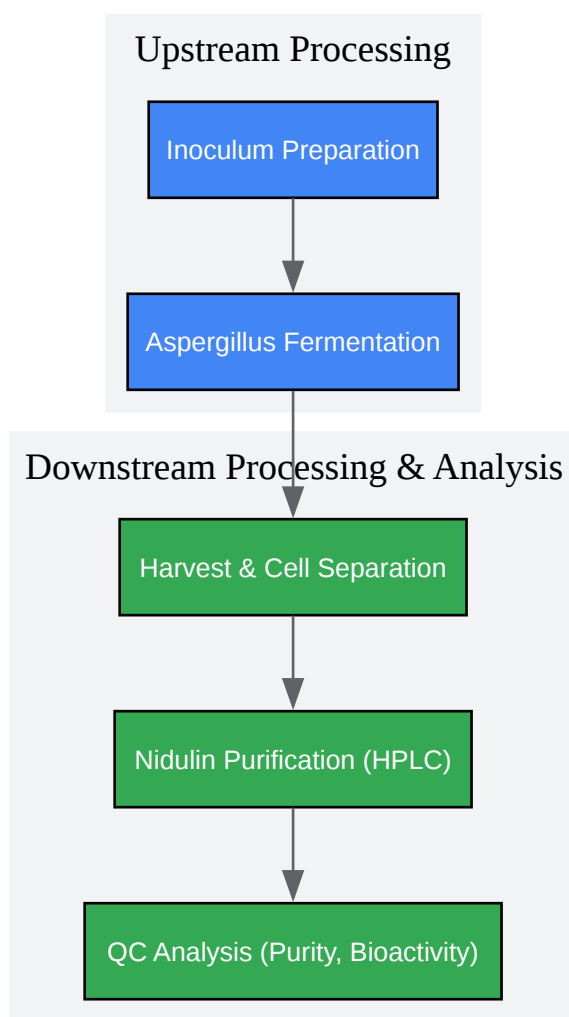 Upstream Processing
Inoculum Preparation
Aspergillus Fermentation
Downstream Processing & Analysis
Harvest & Cell Separation
Nidulin Purification (HPLC)
QC Analysis (Purity, Bioactivity)